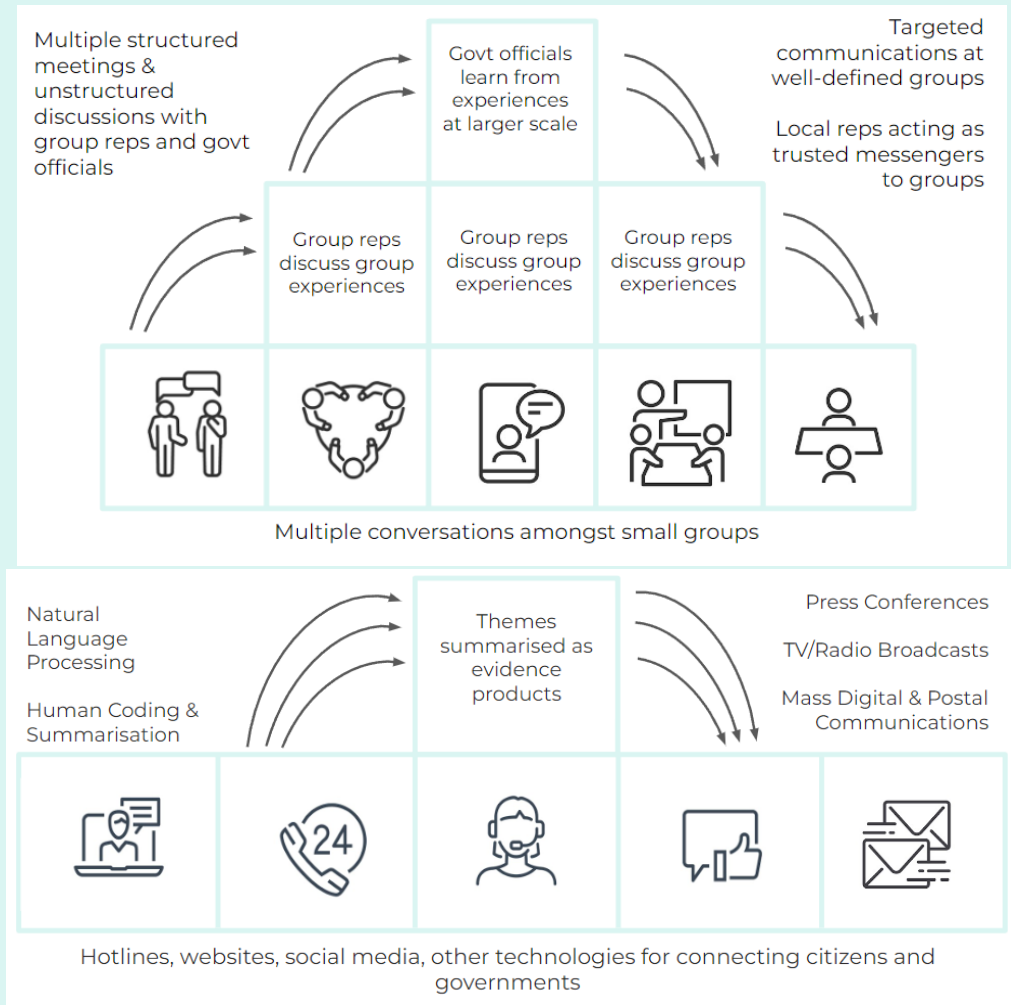 Multiple structured
meetings &
unstructured
discussions with
group reps and govt
officials
Govt officials
learn from
experiences
at larger scale
Targeted
communications at
well-defined groups
Local reps acting as
trusted messengers
to groups
Group reps
discuss group
experiences
Group reps
discuss group
experiences
Group reps
discuss group
experiences
Multiple conversations amongst small groups
Natural
Language
Processing
Human Coding &
Summarisation
Themes
summarised as
evidence
products
Press Conferences
TV/Radio Broadcasts
Mass Digital & Postal
Communications
24
Hotlines, websites, social media, other technologies for connecting citizens and
governments